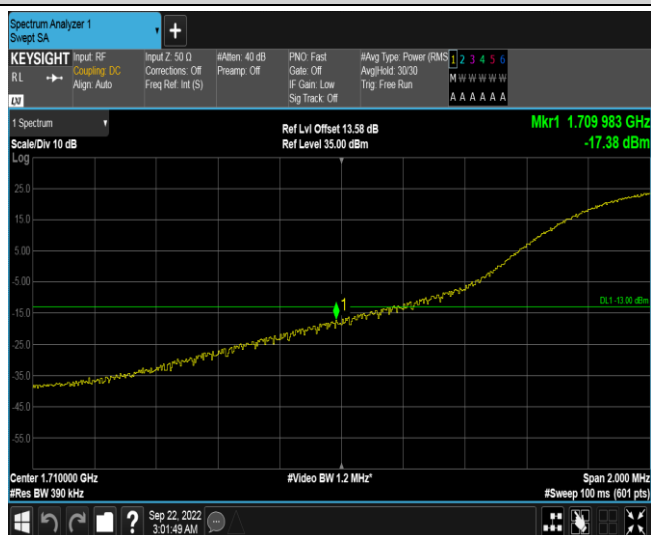 Spectrum Analyzer 1
Swept SA
+
KEYSIGHT
R L
LXI
Input: RF
Coupling: DC
Align: Auto
Input Z: 50 Ω
Corrections: Off
Freq Ref: Int (S)
#Atten: 40 dB
Preamp: Off
PNO: Fast
Gate: Off
IF Gain: Low
Sig Track: Off
#Avg Type: Power (RMS
Avg|Hold: 30/30
Trig: Free Run
1 2 3 4 5 6
M W W W W W
A A A A A A
1 Spectrum
Scale/Div 10 dB
Log
Ref Lvl Offset 13.58 dB
Ref Level 35.00 dBm
Mkr1 1.709 983 GHz
-17.38 dBm
25.0
15.0
5.00
-5.00
-15.0
-25.0
-35.0
-45.0
-55.0
1
DL1 -13.00 dBm
Center 1.710000 GHz
#Res BW 390 kHz
#Video BW 1.2 MHz*
Span 2.000 MHz
#Sweep 100 ms (601 pts)
?
Sep 22, 2022
3:01:49 AM